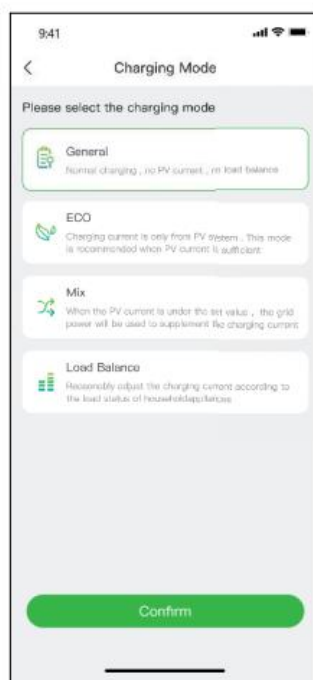 9:41
Charging Mode
Please select the charging mode
General
Normal charging , no PV current , no load balance
ECO
Charging current is only from PV system . This mode
is recommended when PV current is sufficient
Mix
When the PV current is under the set value , the grid
power will be used to supplement the charging current
Load Balance
Reasonably adjust the charging current according to
the load status of householdappliances
Confirm